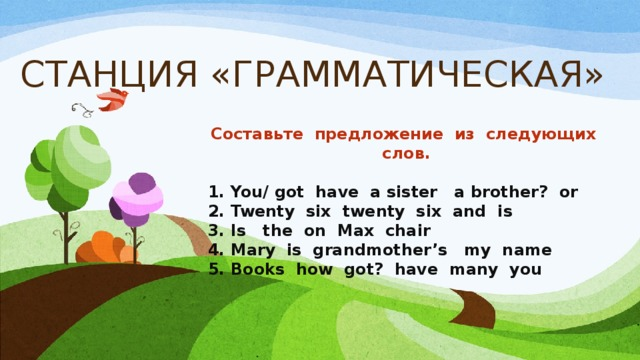 СТАНЦИЯ «ГРАММАТИЧЕСКАЯ»
Составьте предложение из следующих
слов.
1. You/ got have a sister a brother? or
2. Twenty six twenty six and is
3. Is the on Max chair
4. Mary is grandmother’s my name
5. Books how got? have many you